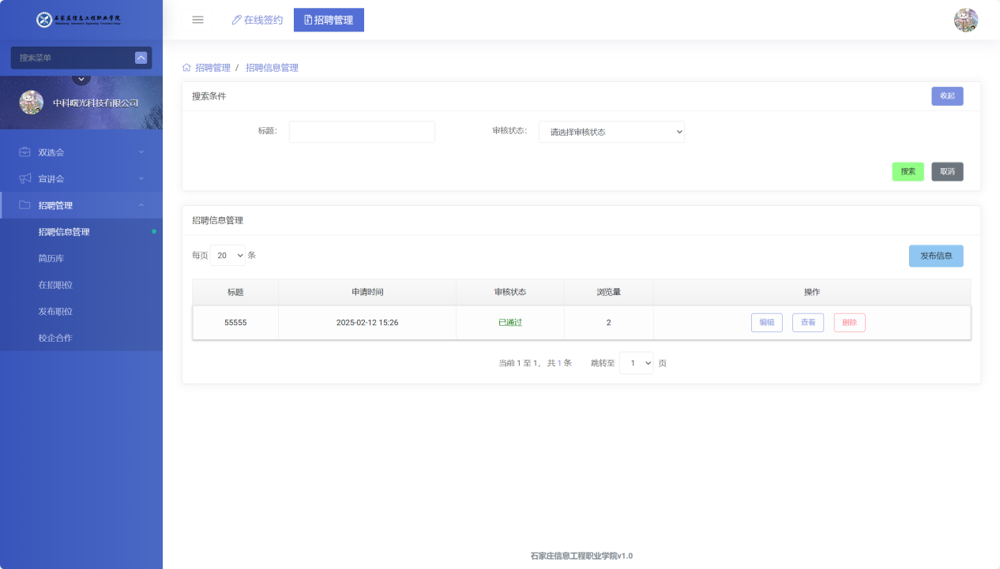 石家庄信息工程职业学院
在线签约
招聘管理
搜索菜单
中科曙光科技有限公司
双选会
宣讲会
招聘管理
招聘信息管理
简历库
在招职位
发布职位
校企合作
招聘管理 / 招聘信息管理
搜索条件
收起
标题: 审核状态: 请选择审核状态
搜索 取消
招聘信息管理
每页 20 条
发布信息
标题 申请时间 审核状态 浏览量 操作
55555 2025-02-12 15:26 已通过 2 编辑 查看 删除
当前 1 至 1, 共 1 条 跳转至 1 页
石家庄信息工程职业学院v1.0